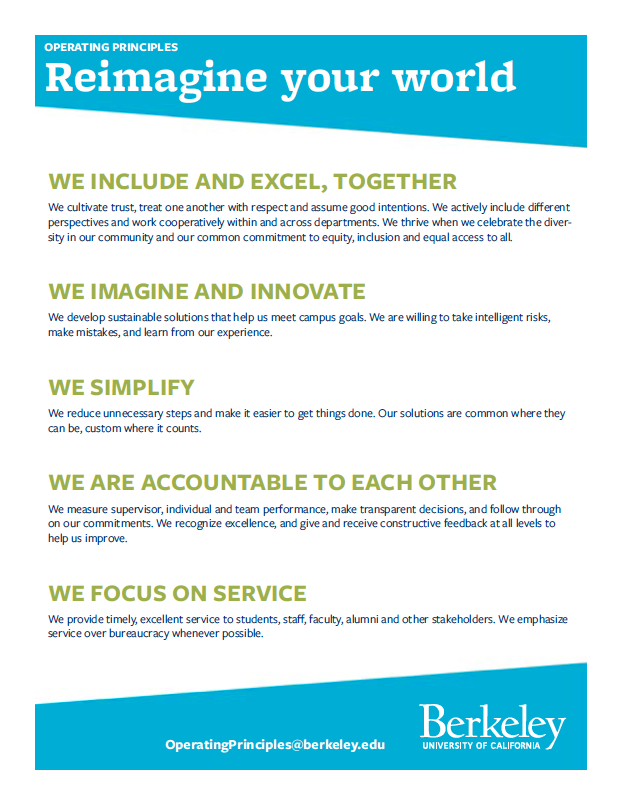 OPERATING PRINCIPLES
Reimagine your world
WE INCLUDE AND EXCEL, TOGETHER
We cultivate trust, treat one another with respect and assume good intentions. We actively include different
perspectives and work cooperatively within and across departments. We thrive when we celebrate the diver-
sity in our community and our common commitment to equity, inclusion and equal access to all.
WE IMAGINE AND INNOVATE
We develop sustainable solutions that help us meet campus goals. We are willing to take intelligent risks,
make mistakes, and learn from our experience.
WE SIMPLIFY
We reduce unnecessary steps and make it easier to get things done. Our solutions are common where they
can be, custom where it counts.
WE ARE ACCOUNTABLE TO EACH OTHER
We measure supervisor, individual and team performance, make transparent decisions, and follow through
on our commitments. We recognize excellence, and give and receive constructive feedback at all levels to
help us improve.
WE FOCUS ON SERVICE
We provide timely, excellent service to students, staff, faculty, alumni and other stakeholders. We emphasize
service over bureaucracy whenever possible.
OperatingPrinciples@berkeley.edu
Berkeley
UNIVERSITY OF CALIFORNIA